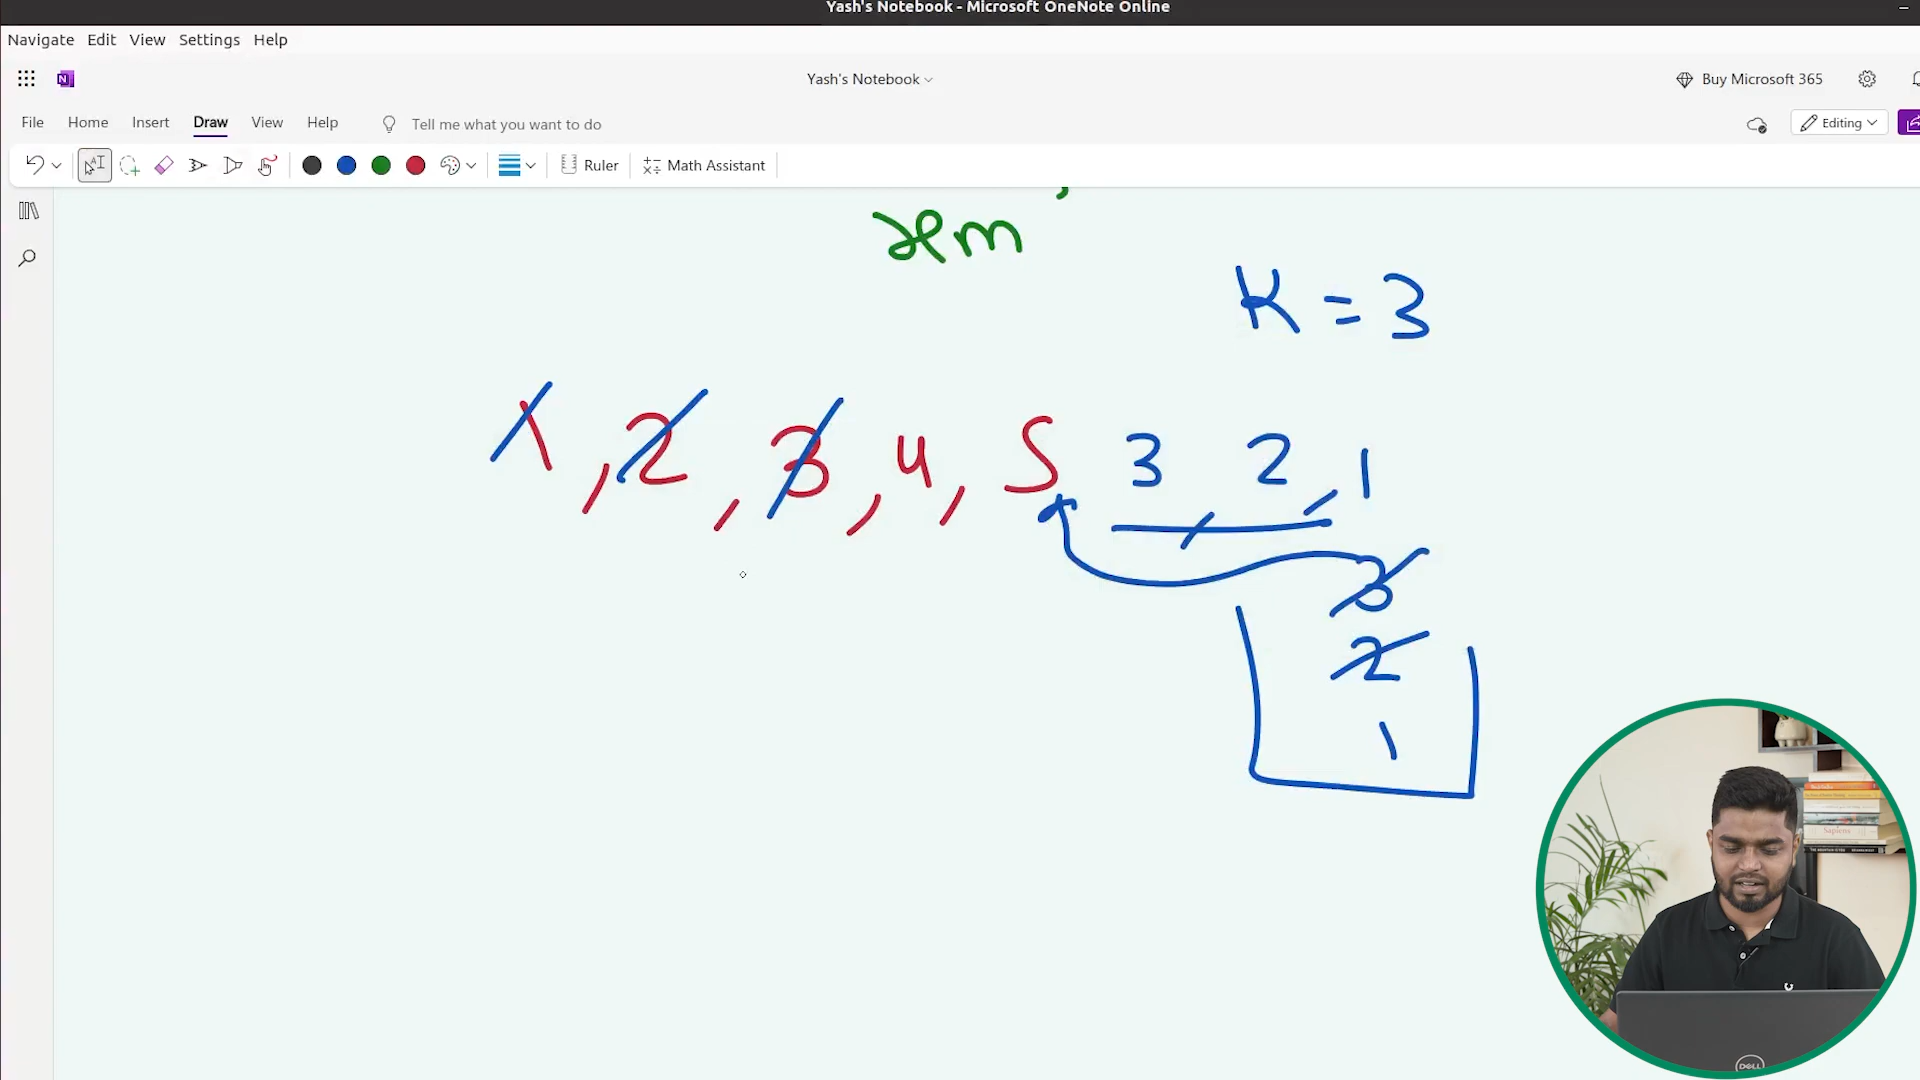 Yash's Notebook - Microsoft OneNote Online
Navigate Edit View Settings Help
Yash's Notebook
Buy Microsoft 365
File Home Insert Draw View Help Tell me what you want to do
Editing
Ruler Math Assistant
K = 3
1, 2, 3, 4, 5 3 2, 1
3
2
1
Sapiens
DELL